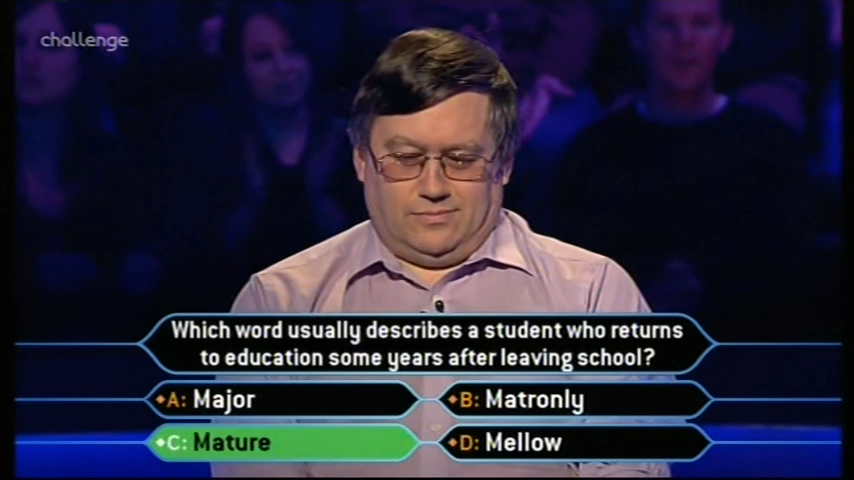 challenge
Which word usually describes a student who returns
to education some years after leaving school?
A: Major
B: Matronly
C: Mature
D: Mellow